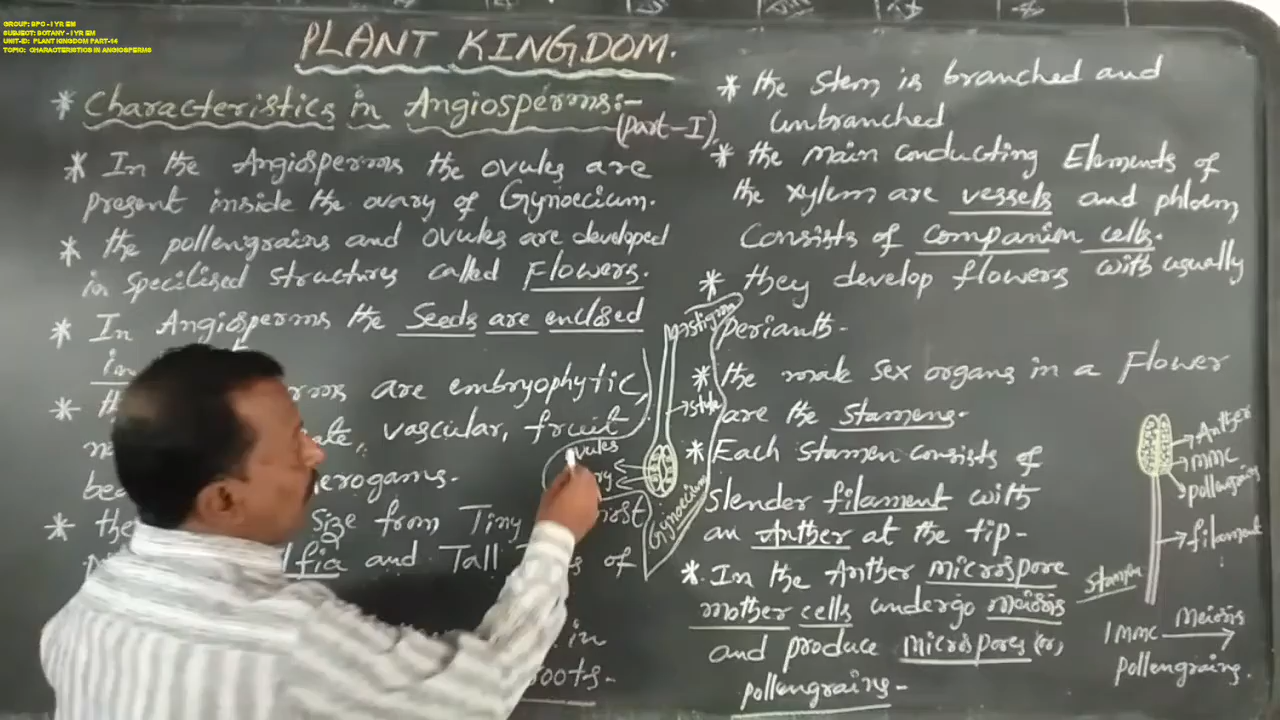 GROUP: BPC - I YR EM
SUBJECT: BOTANY - I YR EM
UNIT-ID: PLANT KINGDOM PART-14
TOPIC: CHARACTERISTICS IN ANGIOSPERMS
PLANT KINGDOM.
* Characteristics in Angiosperms:-
(Part-I).
* In the Angiosperms the ovules are
present inside the ovary of Gynoecium.
* the pollengrains and ovules are developed
in specilised structures called Flowers.
* In Angiosperms the Seeds are enclosed
in
are embryophytic,
vascular, fruit
* the
Size from Tiny
and Tall of
in
* the stem is branched and
unbranched
* the main conducting Elements of
the xylem are vessels and phloem
Consists of companion cells.
* they develop flowers with usually
perianth.
* the male sex organs in a Flower
are the stamens.
* Each stamen consists of
slender filament with
an Anther at the tip-
* In the Anther microspore
mother cells undergo meiosis
and produce microspores (or)
pollengrains-
stigma
style
ovules
Gynoecium
Anther
MMC
pollengrains
filament
stamen
1 MMC Meiosis
pollengrains.